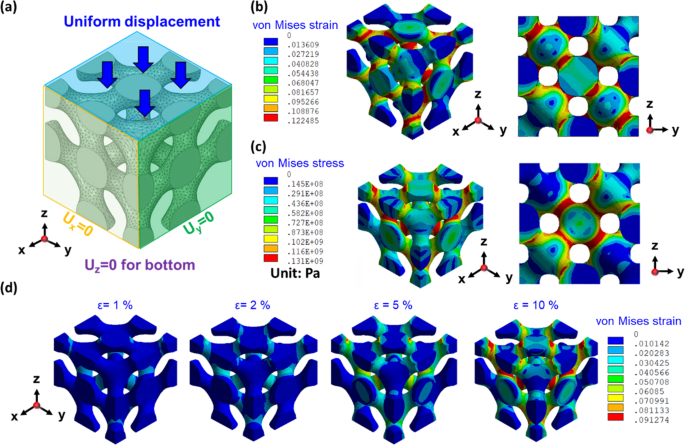 (a)
Uniform displacement
Ux=0
Uy=0
Uz=0 for bottom
z
x
y
(b)
von Mises strain
0
.013609
.027219
.040828
.054438
.068047
.081657
.095266
.108876
.122485
z
x
y
x
y
(c)
von Mises stress
0
.145E+08
.291E+08
.436E+08
.582E+08
.727E+08
.873E+08
.102E+09
.116E+09
.131E+09
Unit: Pa
z
x
y
x
y
(d)
ε= 1 %
ε = 2 %
ε = 5 %
ε = 10 %
z
x
y
von Mises strain
0
.010142
.020283
.030425
.040566
.050708
.06085
.070991
.081133
.091274